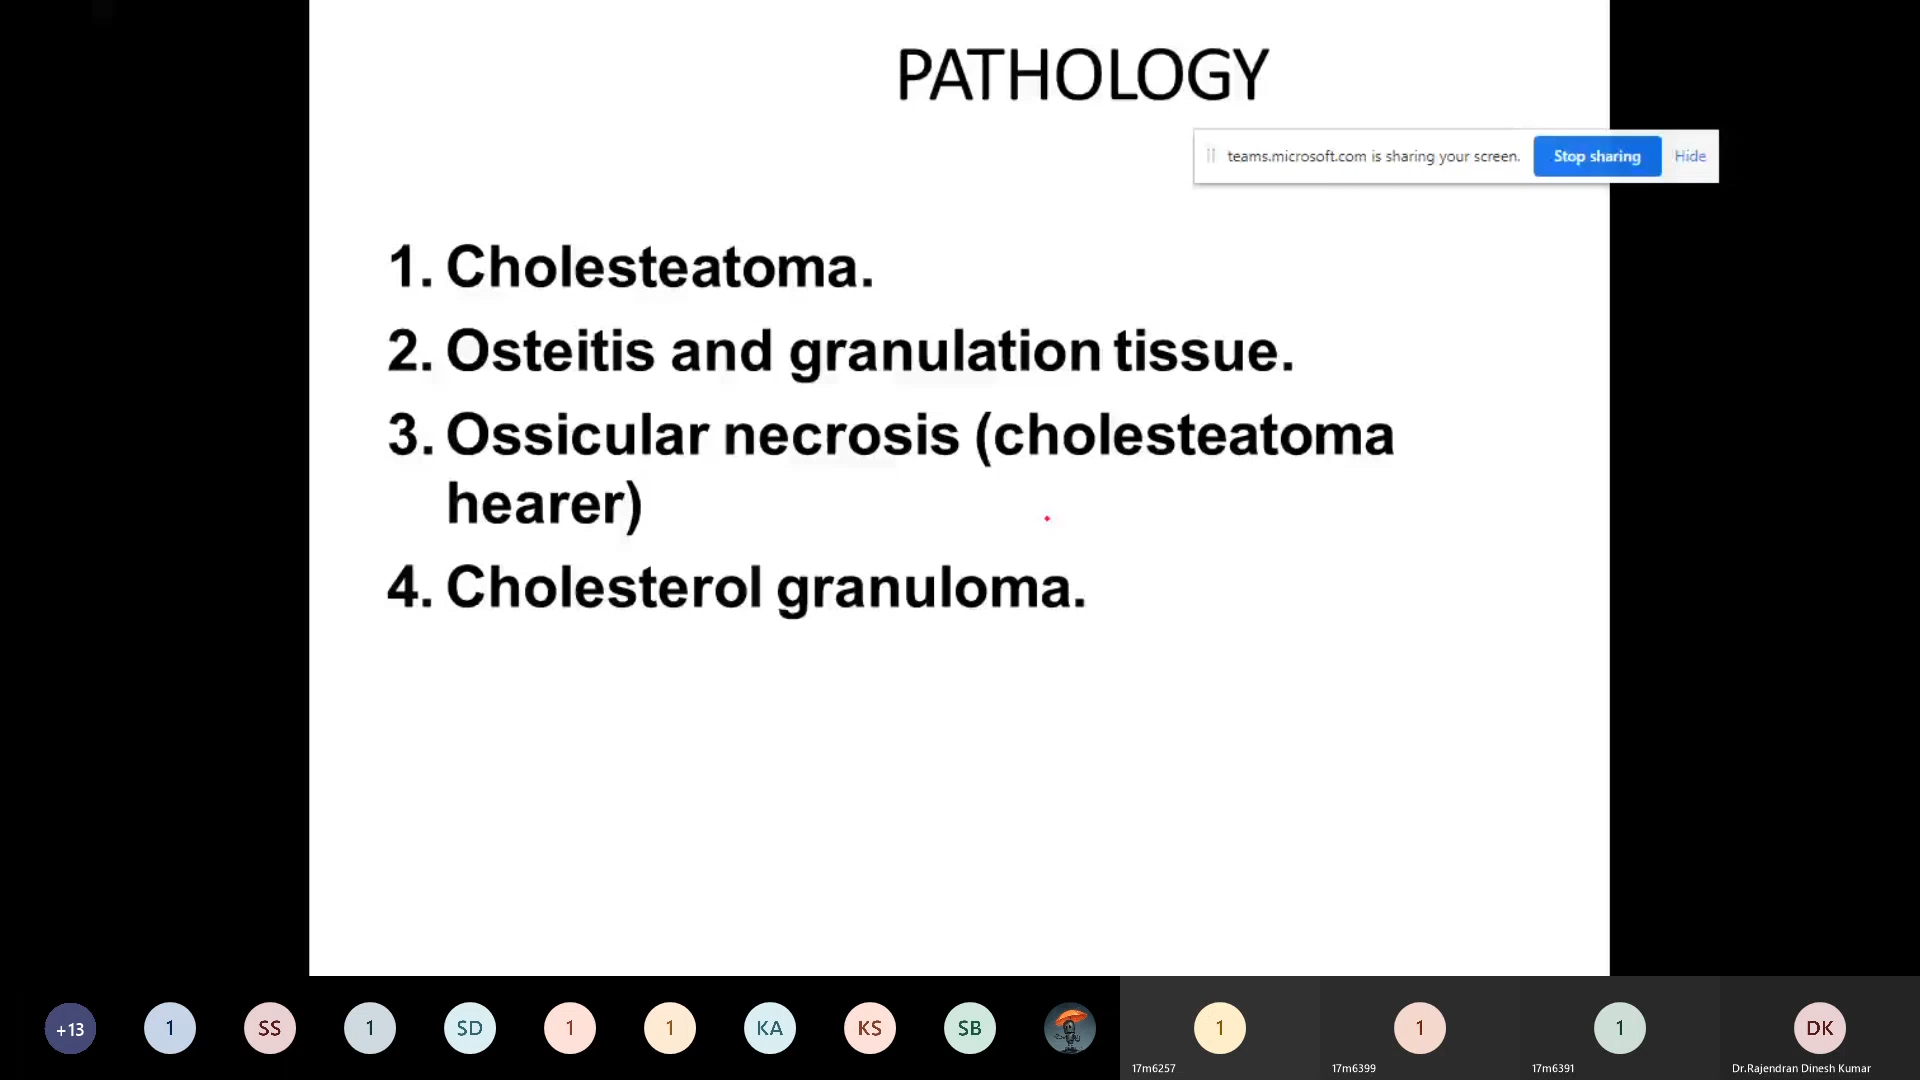 PATHOLOGY
teams.microsoft.com is sharing your screen. Stop sharing Hide
1. Cholesteatoma.
2. Osteitis and granulation tissue.
3. Ossicular necrosis (cholesteatoma
hearer)
4. Cholesterol granuloma.
+13 1 SS 1 SD 1 1 KA KS SB 1 1 1 DK
17m6257 17m6399 17m6391 Dr.Rajendran Dinesh Kumar